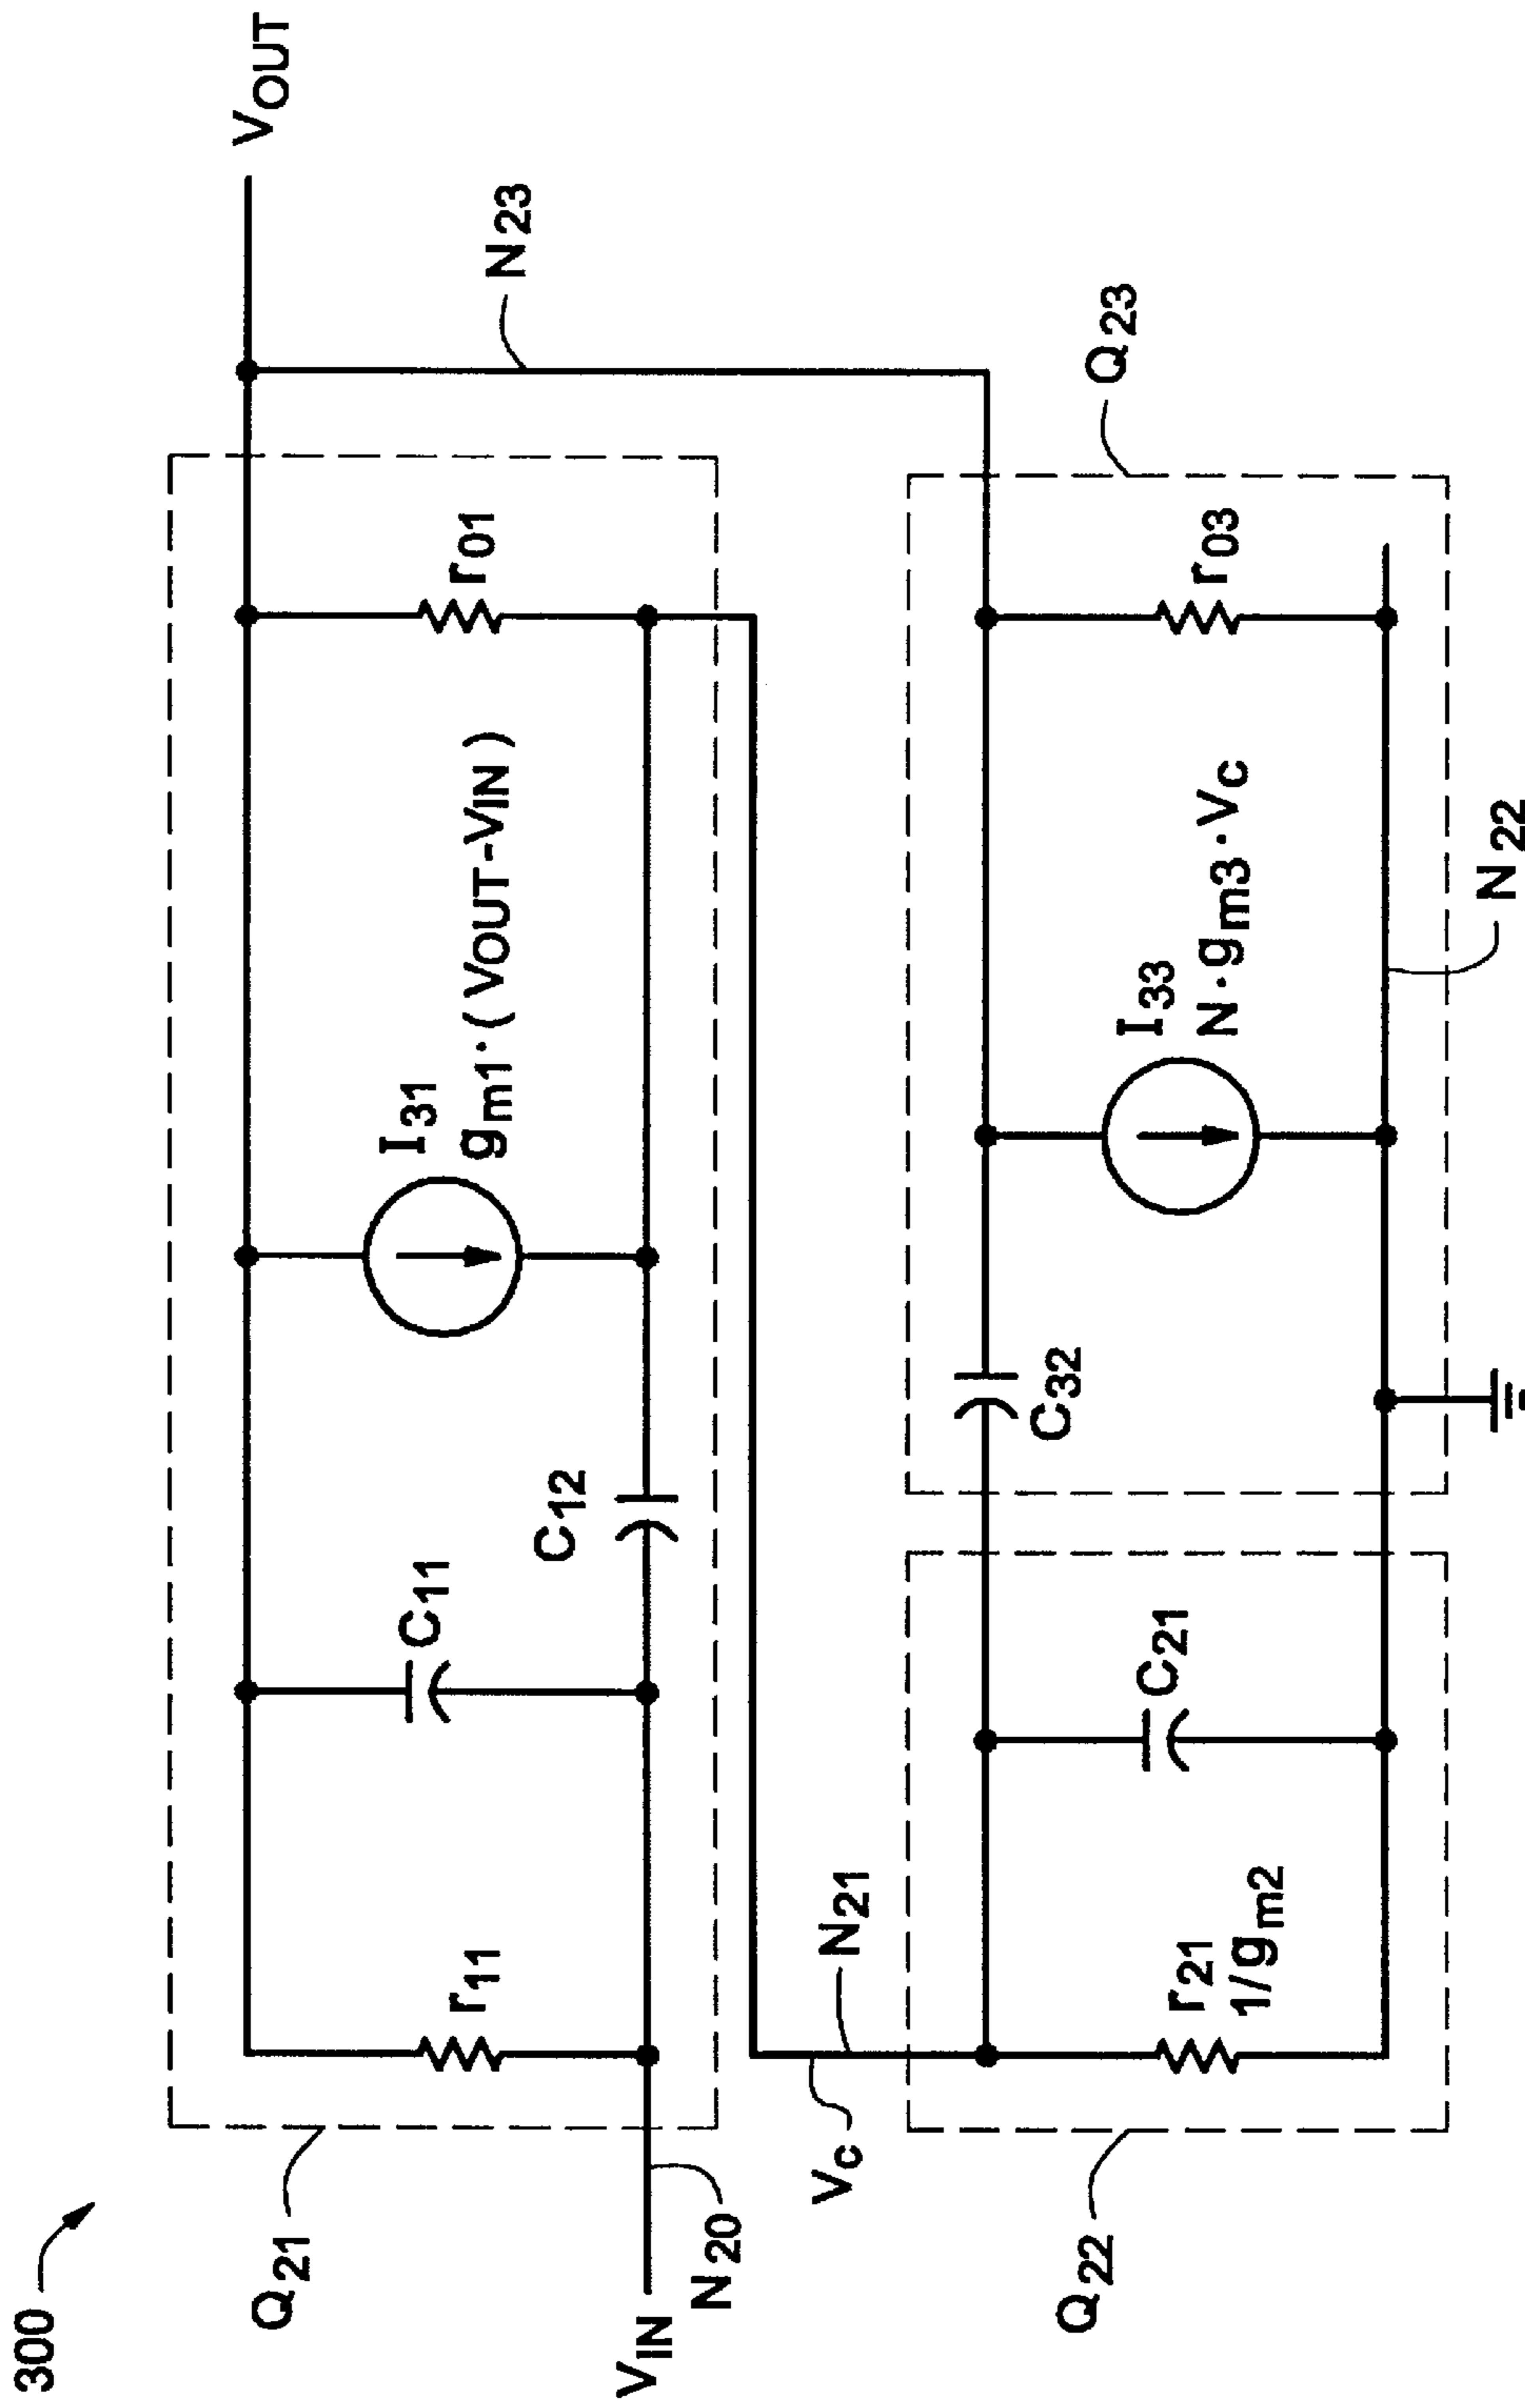 300
Q21
VIN
N20
r11
C11
C12
I31
gm1·(VOUT-VIN)
r01
VOUT
N23
VC
N21
Q22
r21
1/gm2
C21
C32
I33
N·gm3·VC
r03
Q23
N22